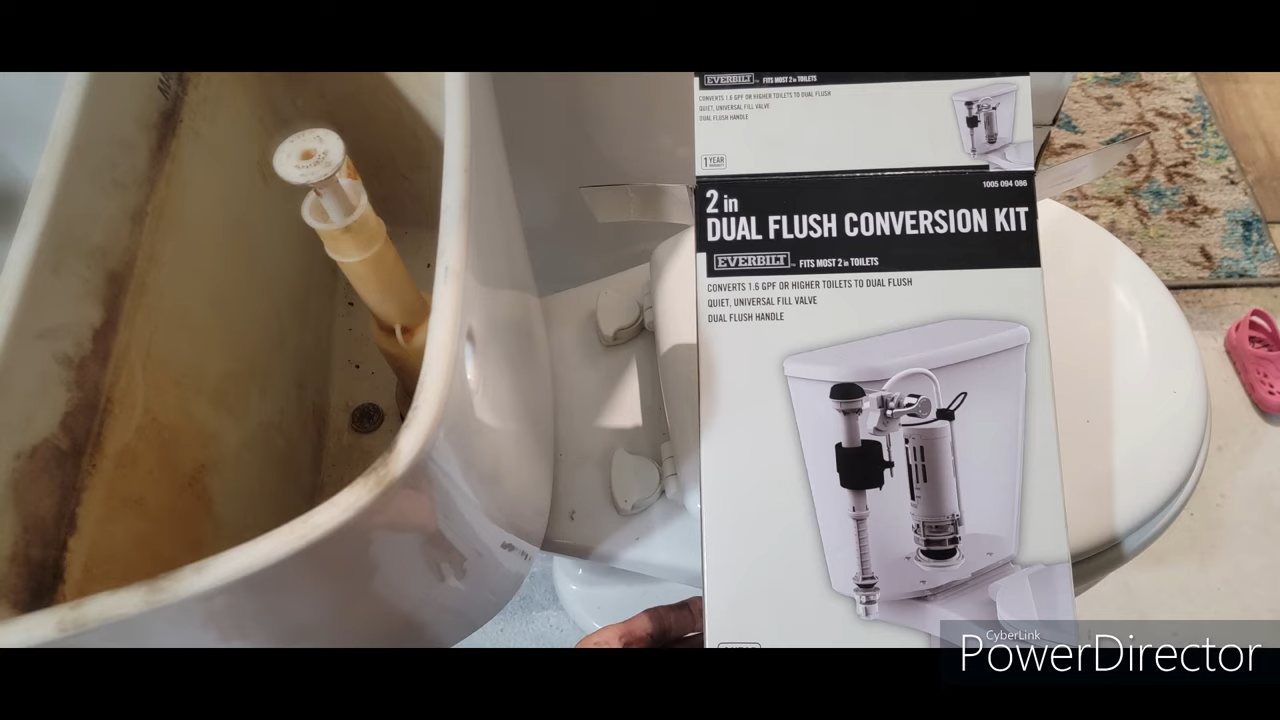 EVERBILT FITS MOST 2 in TOILETS
CONVERTS 1.6 GPF OR HIGHER TOILETS TO DUAL FLUSH
QUIET, UNIVERSAL FILL VALVE
DUAL FLUSH HANDLE
1 YEAR
1005 094 086
2 in
DUAL FLUSH CONVERSION KIT
EVERBILT FITS MOST 2 in TOILETS
CONVERTS 1.6 GPF OR HIGHER TOILETS TO DUAL FLUSH
QUIET, UNIVERSAL FILL VALVE
DUAL FLUSH HANDLE
CyberLink
PowerDirector